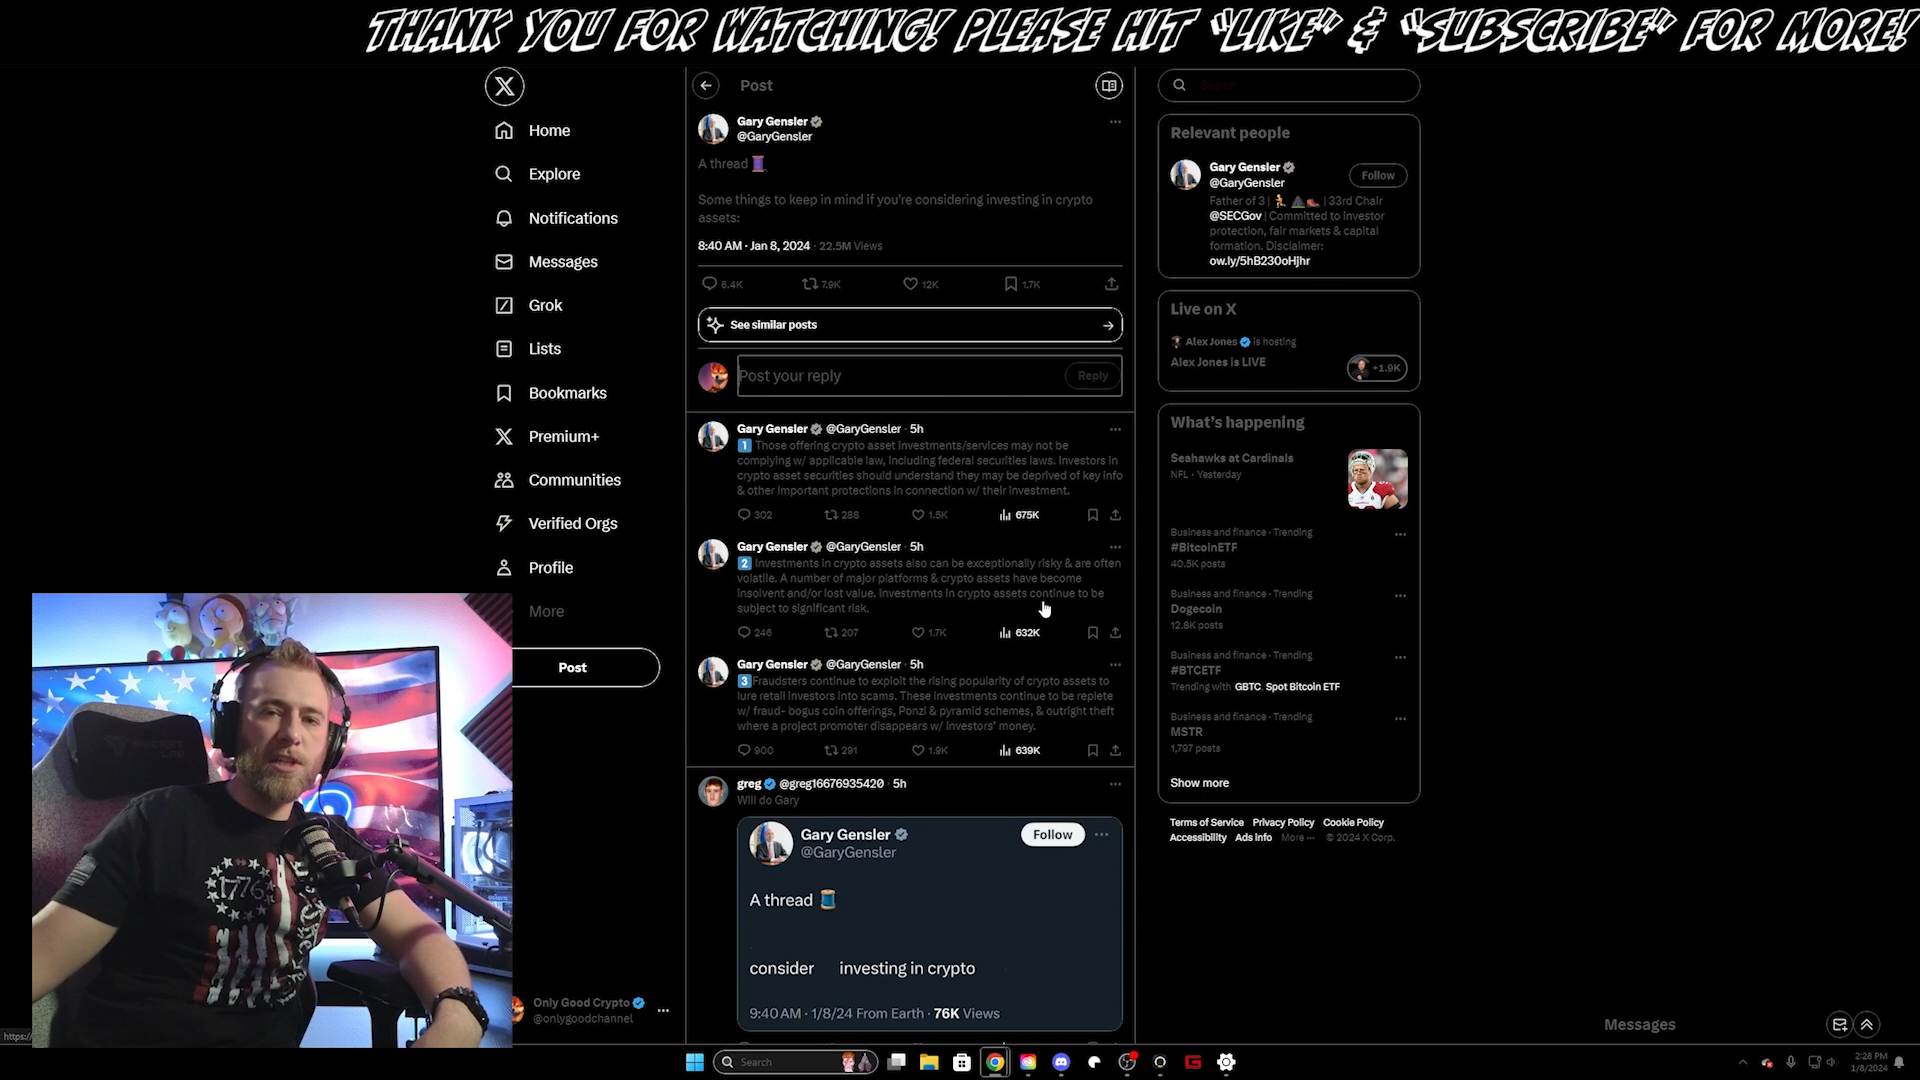 THANK YOU FOR WATCHING! PLEASE HIT "LIKE" & "SUBSCRIBE" FOR MORE!
Home
Explore
Notifications
Messages
Grok
Lists
Bookmarks
Premium+
Communities
Verified Orgs
Profile
More
Post
Only Good Crypto
@onlygoodchannel
Post
Gary Gensler
@GaryGensler
A thread 🧵
Some things to keep in mind if you're considering investing in crypto
assets:
8:40 AM · Jan 8, 2024 · 22.5M Views
6.4K 7.9K 12K 1.7K
See similar posts
Post your reply
Reply
Gary Gensler @GaryGensler · 5h
1 Those offering crypto asset investments/services may not be
complying w/ applicable law, including federal securities laws. Investors in
crypto asset securities should understand they may be deprived of key info
& other important protections in connection w/ their investment.
302 288 1.5K 675K
Gary Gensler @GaryGensler · 5h
2 Investments in crypto assets also can be exceptionally risky & are often
volatile. A number of major platforms & crypto assets have become
insolvent and/or lost value. Investments in crypto assets continue to be
subject to significant risk.
246 207 1.7K 632K
Gary Gensler @GaryGensler · 5h
3 Fraudsters continue to exploit the rising popularity of crypto assets to
lure retail investors into scams. These investments continue to be replete
w/ fraud- bogus coin offerings, Ponzi & pyramid schemes, & outright theft
where a project promoter disappears w/ investors' money.
900 291 1.9K 639K
greg @greg16676935420 · 5h
Will do Gary
Gary Gensler
@GaryGensler
Follow
A thread 🧵
consider investing in crypto
9:40 AM · 1/8/24 From Earth · 76K Views
Search
Relevant people
Gary Gensler
@GaryGensler
Follow
Father of 3 | 🏃 ⛰️🥾 | 33rd Chair
@SECGov | Committed to investor
protection, fair markets & capital
formation. Disclaimer:
ow.ly/5hB230oHjhr
Live on X
Alex Jones is hosting
Alex Jones is LIVE
+1.9K
What's happening
Seahawks at Cardinals
NFL · Yesterday
Business and finance · Trending
#BitcoinETF
40.5K posts
Business and finance · Trending
Dogecoin
12.8K posts
Business and finance · Trending
#BTCETF
Trending with GBTC, Spot Bitcoin ETF
Business and finance · Trending
MSTR
1,797 posts
Show more
Terms of Service Privacy Policy Cookie Policy
Accessibility Ads info More ··· © 2024 X Corp.
Messages
1776
https:/
Search
2:28 PM
1/8/2024